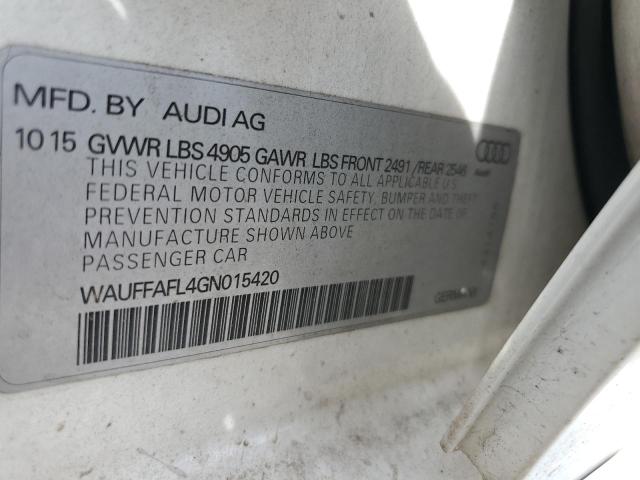 MFD. BY AUDI AG
10 15 GVWR LBS 4905 GAWR LBS FRONT 2491 / REAR 2546
THIS VEHICLE CONFORMS TO ALL APPLICABLE U.S.
FEDERAL MOTOR VEHICLE SAFETY, BUMPER AND THEFT
PREVENTION STANDARDS IN EFFECT ON THE DATE OF
MANUFACTURE SHOWN ABOVE
PASSENGER CAR
WAUFFAFL4GN015420
GERMANY